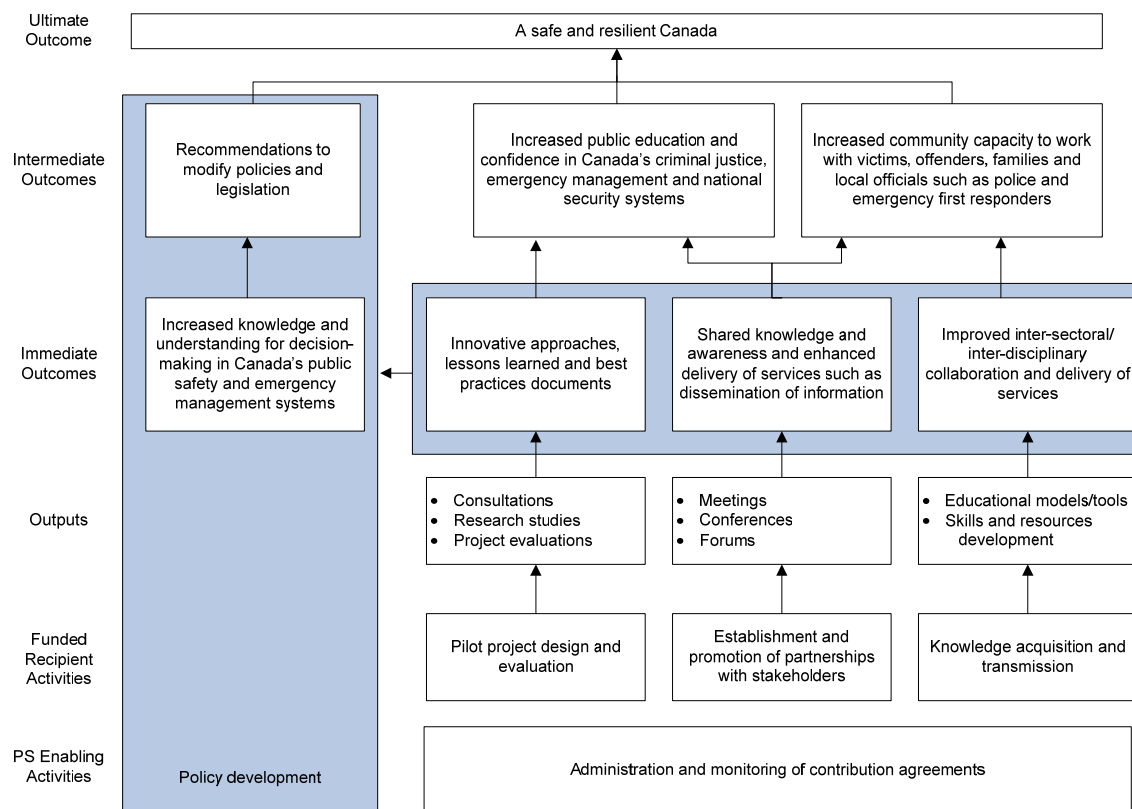 Ultimate
Outcome
A safe and resilient Canada
Intermediate
Outcomes
Recommendations to
modify policies and
legislation
Increased public education and
confidence in Canada's criminal justice,
emergency management and national
security systems
Increased community capacity to work
with victims, offenders, families and
local officials such as police and
emergency first responders
Immediate
Outcomes
Increased knowledge and
understanding for decision-
making in Canada's public
safety and emergency
management systems
Innovative approaches,
lessons learned and best
practices documents
Shared knowledge and
awareness and enhanced
delivery of services such as
dissemination of information
Improved inter-sectoral/
inter-disciplinary
collaboration and delivery of
services
Outputs
• Consultations
• Research studies
• Project evaluations
• Meetings
• Conferences
• Forums
• Educational models/tools
• Skills and resources
development
Funded
Recipient
Activities
Pilot project design and
evaluation
Establishment and
promotion of partnerships
with stakeholders
Knowledge acquisition and
transmission
PS Enabling
Activities
Policy development
Administration and monitoring of contribution agreements